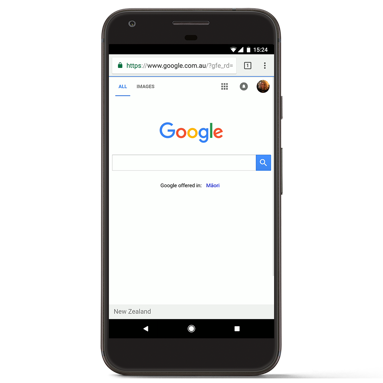 15:24
https://www.google.com.au/?gfe_rd=
1
ALL IMAGES
Google
Google offered in: Māori
New Zealand